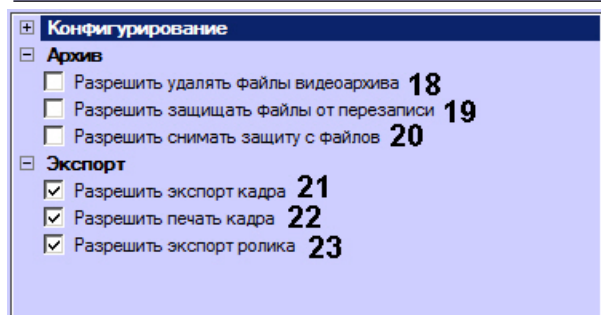 Конфигурирование
Архив
Разрешить удалять файлы видеоархива 18
Разрешить защищать файлы от перезаписи 19
Разрешить снимать защиту с файлов 20
Экспорт
Разрешить экспорт кадра 21
Разрешить печать кадра 22
Разрешить экспорт ролика 23